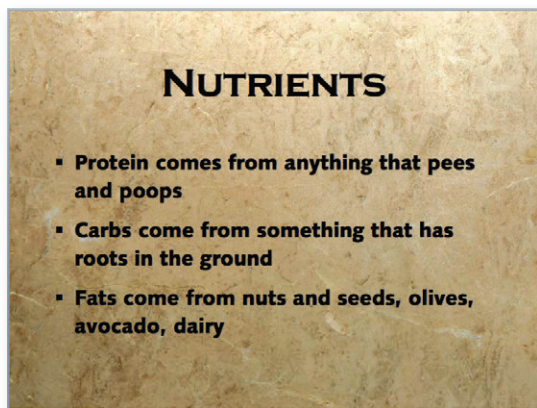 NUTRIENTS
▪ Protein comes from anything that pees
and poops
▪ Carbs come from something that has
roots in the ground
▪ Fats come from nuts and seeds, olives,
avocado, dairy